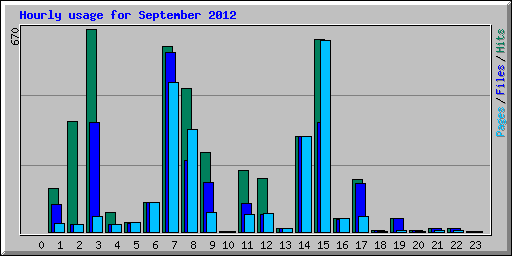 Hourly usage for September 2012
670
Pages/Files/Hits
0 1 2 3 4 5 6 7 8 9 10 11 12 13 14 15 16 17 18 19 20 21 22 23